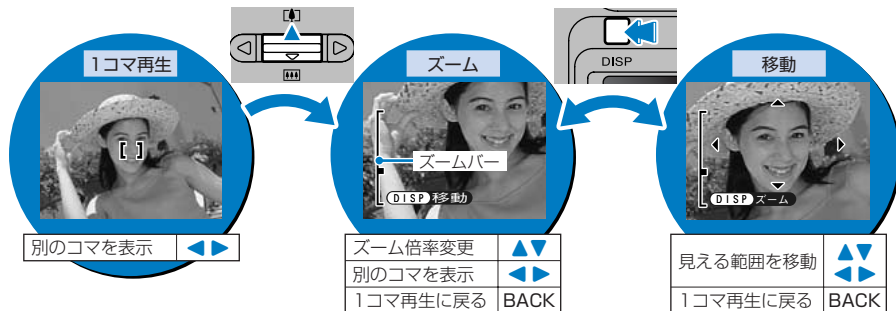 1コマ再生
別のコマを表示 ◀▶
DISP
ズーム
ズームバー
DISP 移動
ズーム倍率変更 ▲▼
別のコマを表示 ◀▶
1コマ再生に戻る BACK
移動
DISP ズーム
見える範囲を移動 ▲▼◀▶
1コマ再生に戻る BACK